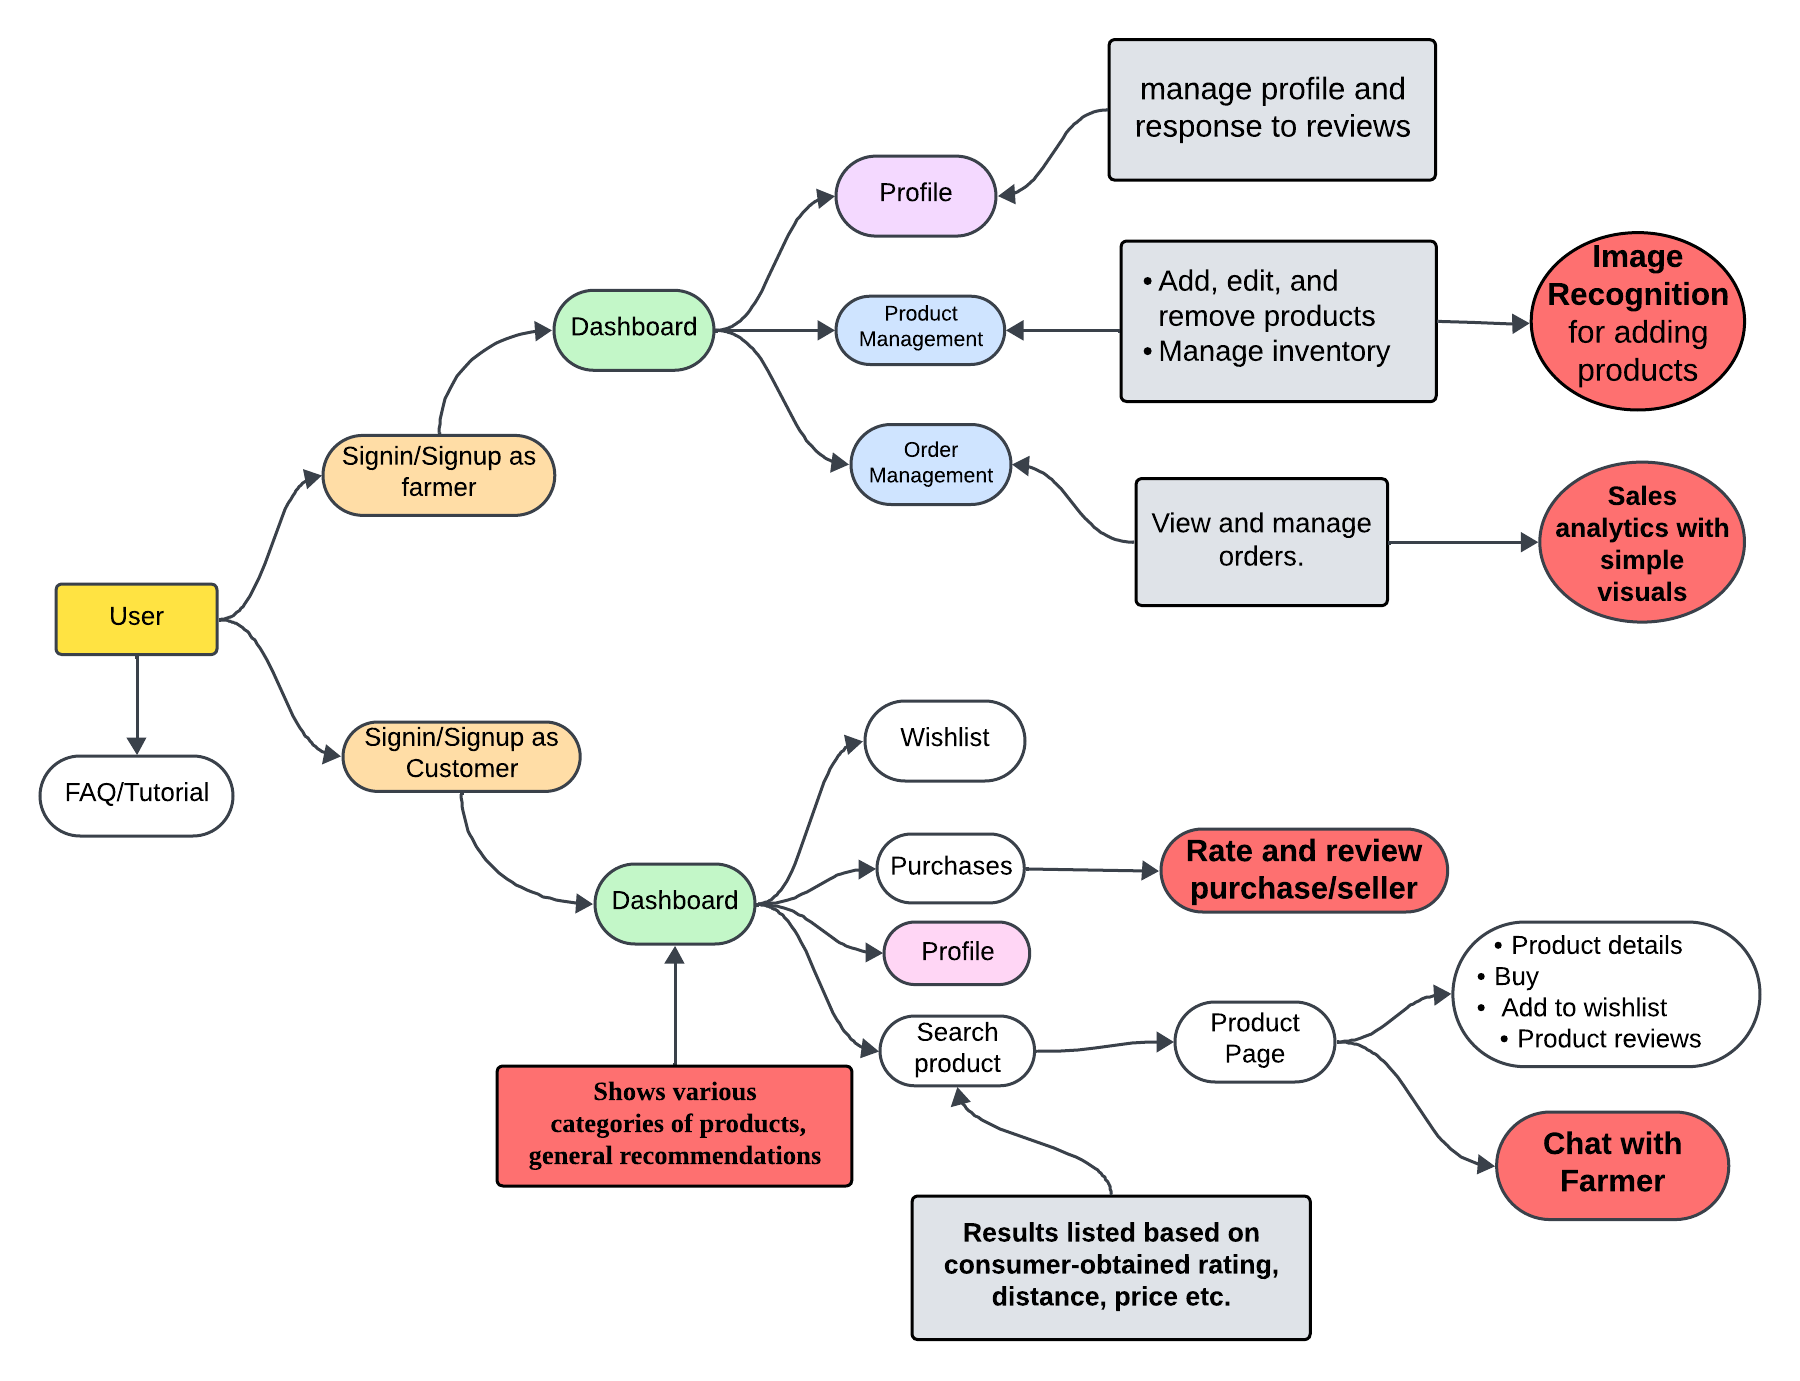 manage profile and
response to reviews
Profile
• Add, edit, and
remove products
• Manage inventory
Image
Recognition
for adding
products
Product
Management
Dashboard
Order
Management
Signin/Signup as
farmer
View and manage
orders.
Sales
analytics with
simple
visuals
User
FAQ/Tutorial
Signin/Signup as
Customer
Wishlist
Purchases
Rate and review
purchase/seller
Dashboard
Profile
• Product details
• Buy
• Add to wishlist
• Product reviews
Search
product
Product
Page
Shows various
categories of products,
general recommendations
Chat with
Farmer
Results listed based on
consumer-obtained rating,
distance, price etc.